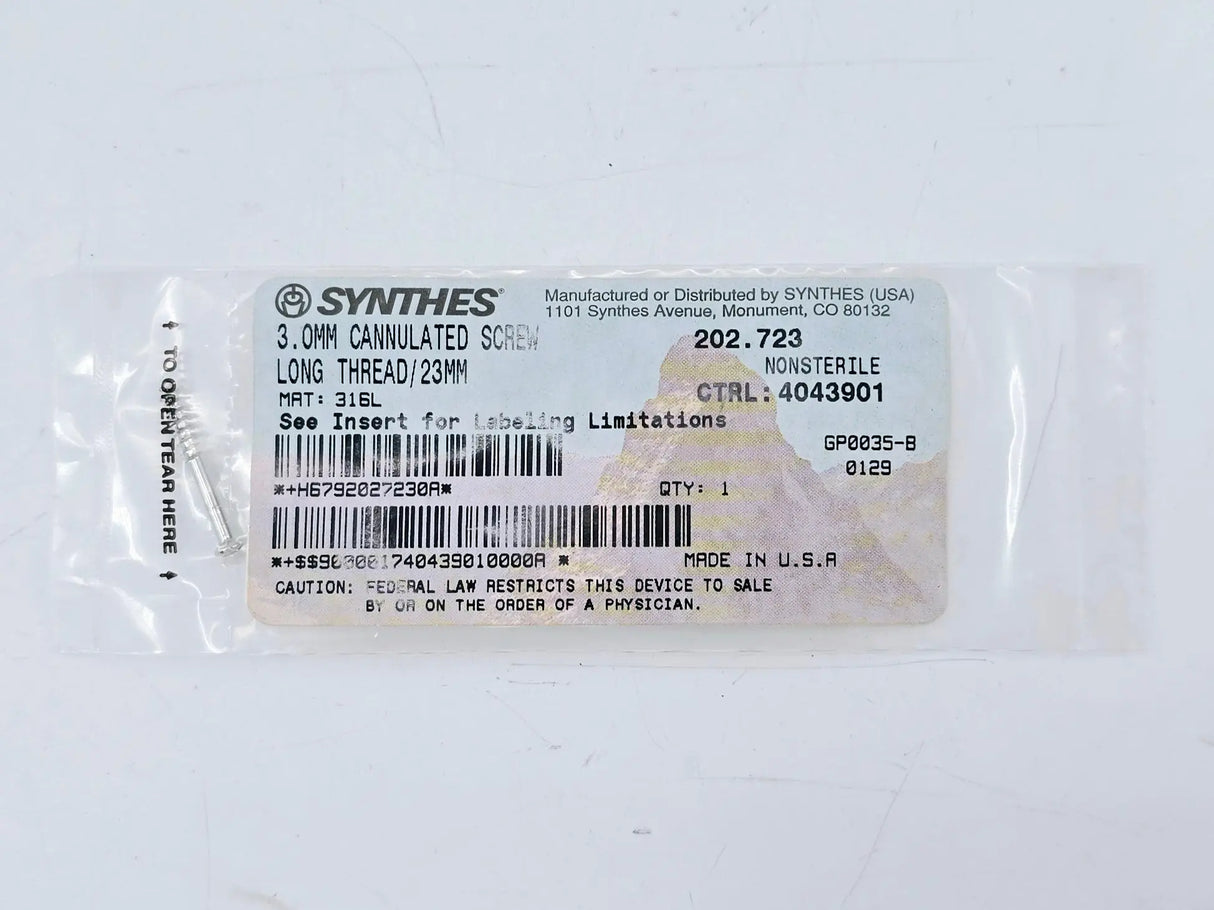 SYNTHES®
Manufactured or Distributed by SYNTHES (USA)
1101 Synthes Avenue, Monument, CO 80132
3.0MM CANNULATED SCREW
202.723
LONG THREAD/23MM
NONSTERILE
MAT: 316L
CTRL: 4043901
See Insert for Labeling Limitations
GP0035-B
0129
*+H6792027230A*
QTY: 1
*+$$9030001740439010000A *
MADE IN U.S.A
CAUTION: FEDERAL LAW RESTRICTS THIS DEVICE TO SALE
BY OR ON THE ORDER OF A PHYSICIAN.
TO OPEN TEAR HERE